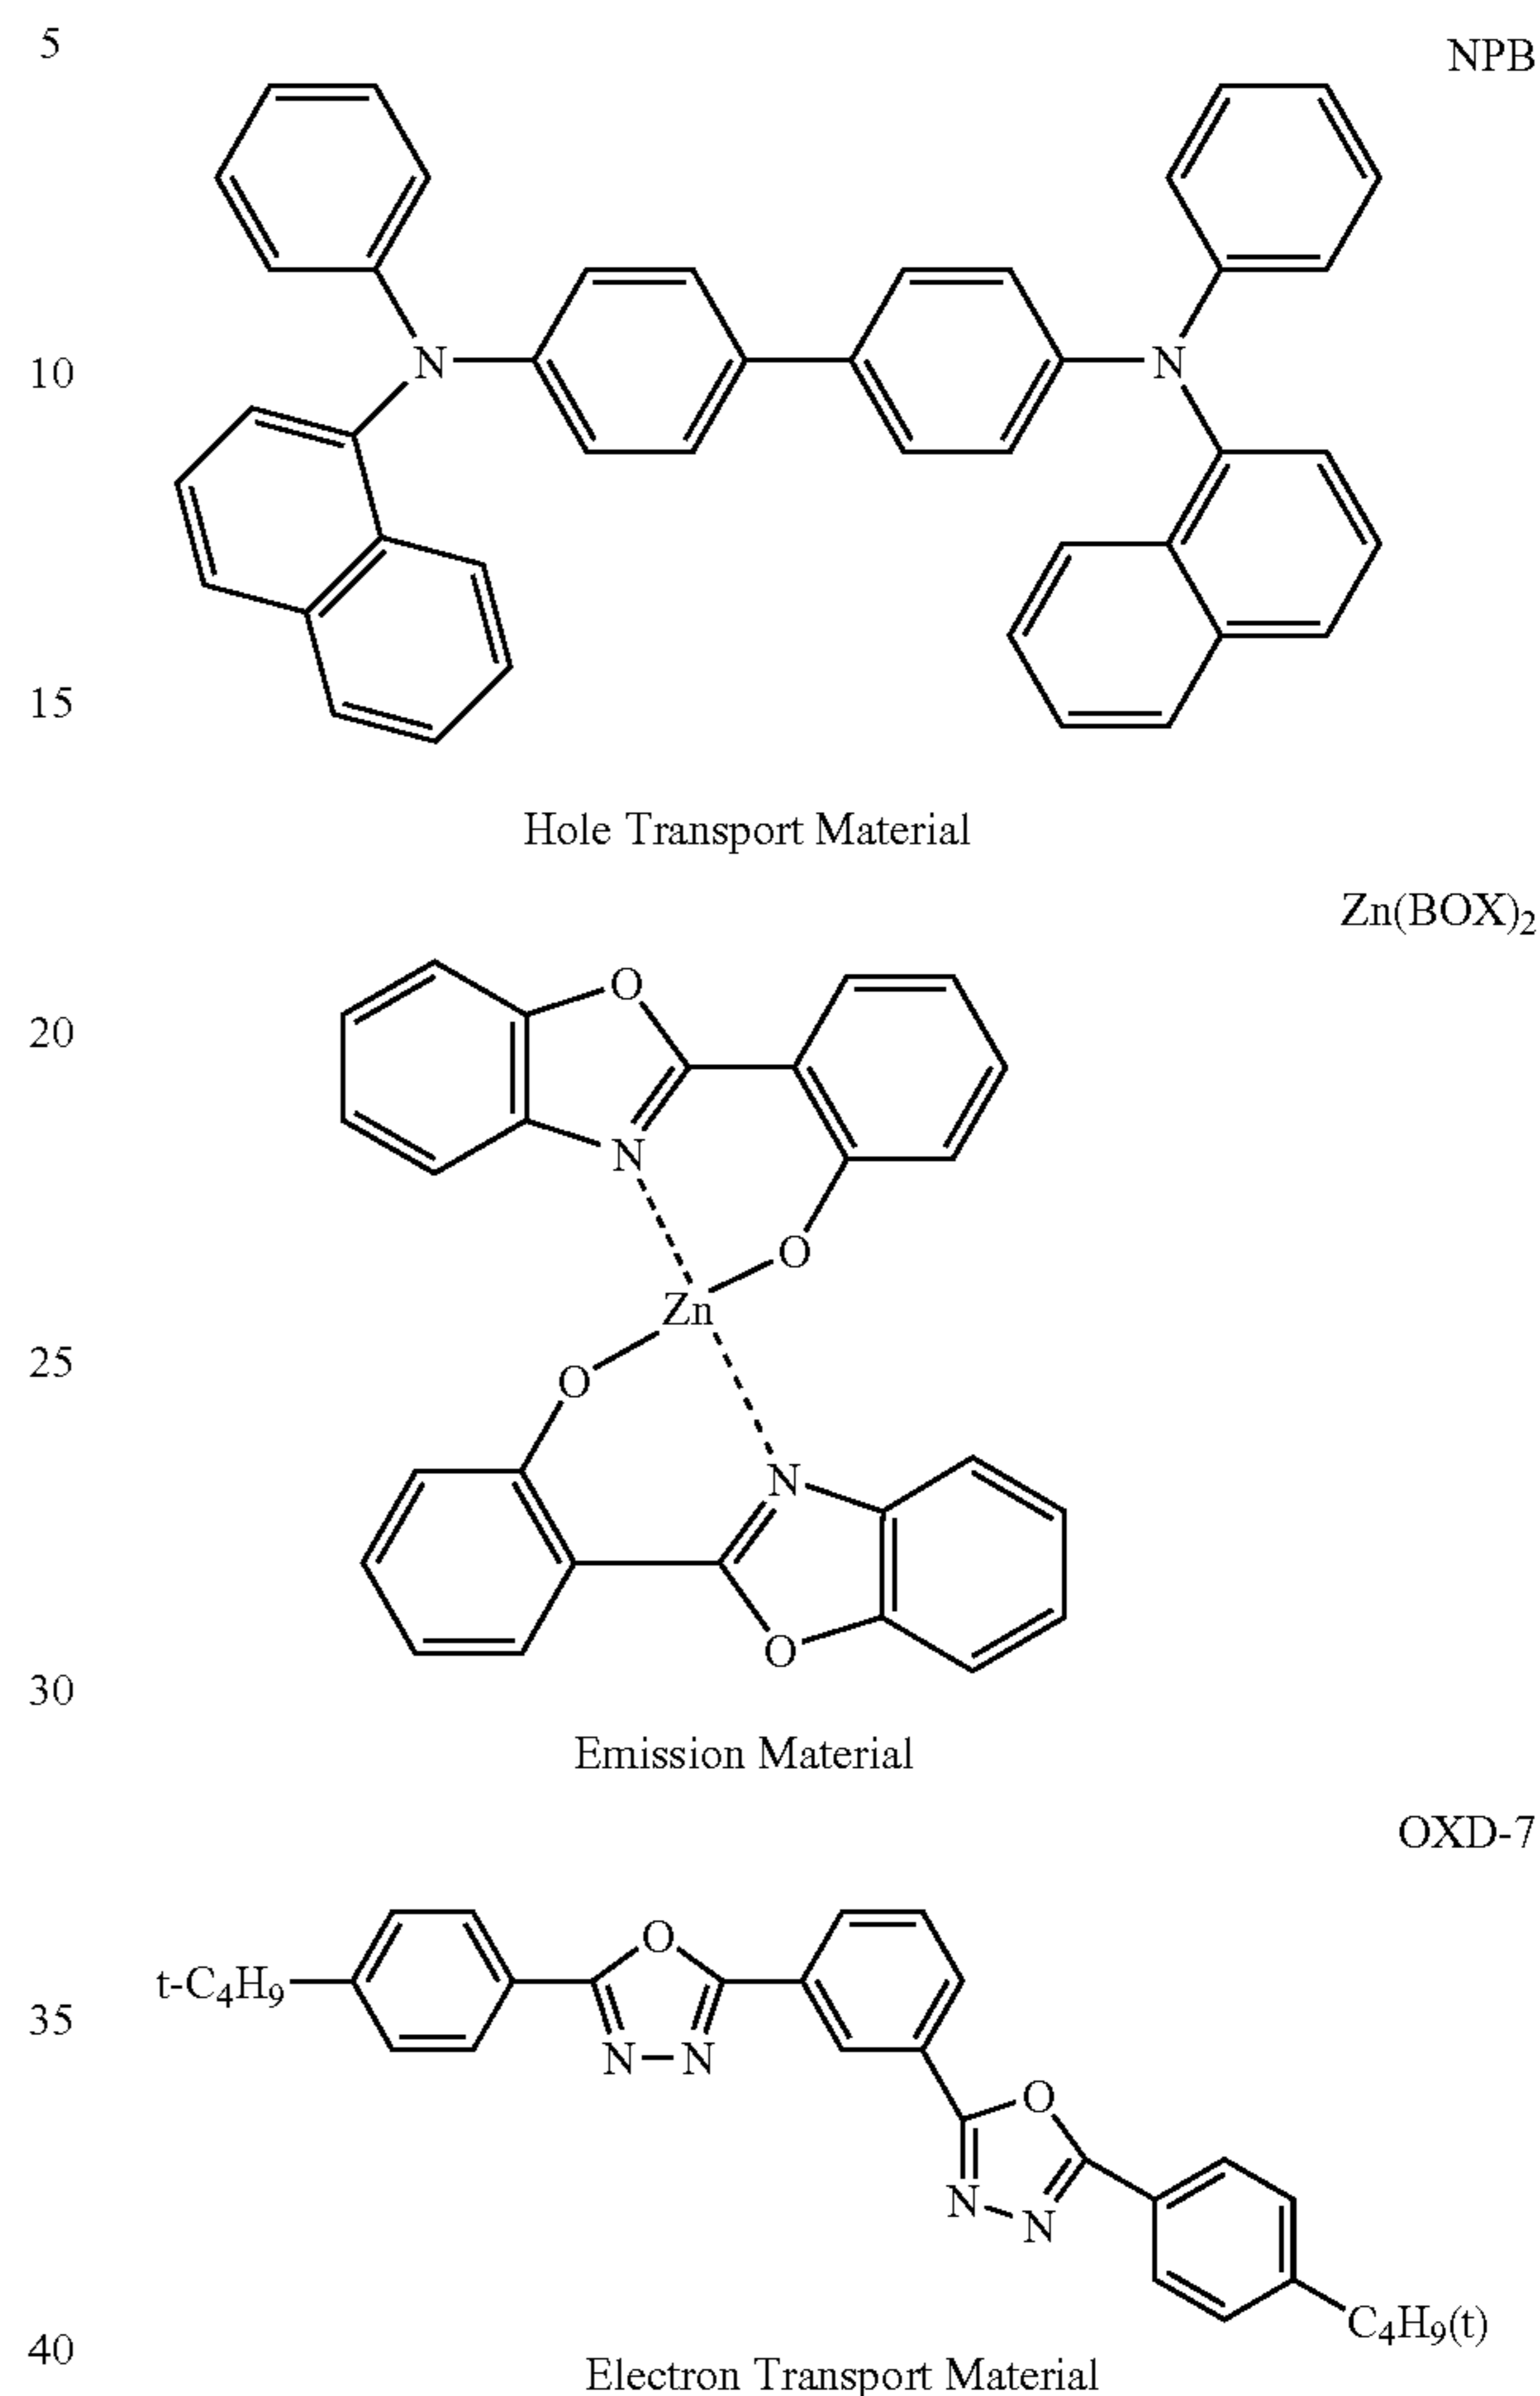 5
NPB
N
N
10
15
Hole Transport Material
Zn(BOX)2
O
20
N
O
Zn
25
O
N
O
30
Emission Material
OXD-7
O
t-C4H9
35
N N
O
N
N
C4H9(t)
40
Electron Transport Material